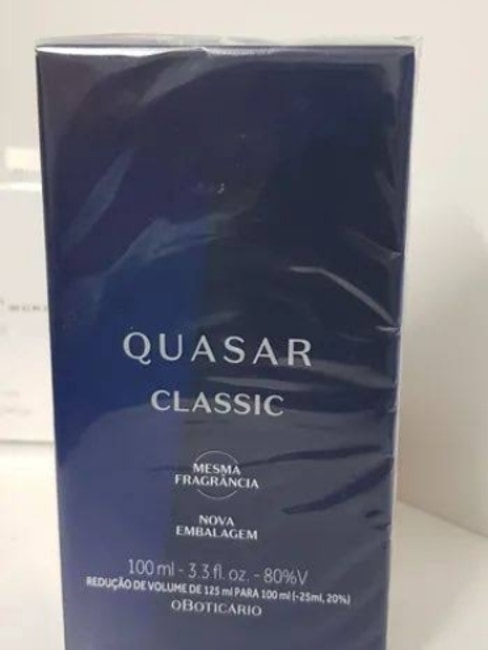 QUASAR
CLASSIC
MESMA
FRAGRÂNCIA
NOVA
EMBALAGEM
100 ml - 3.3 fl. oz. - 80%V
REDUÇÃO DE VOLUME DE 125 ml PARA 100 ml (-25ml, 20%)
OBOTICARIO